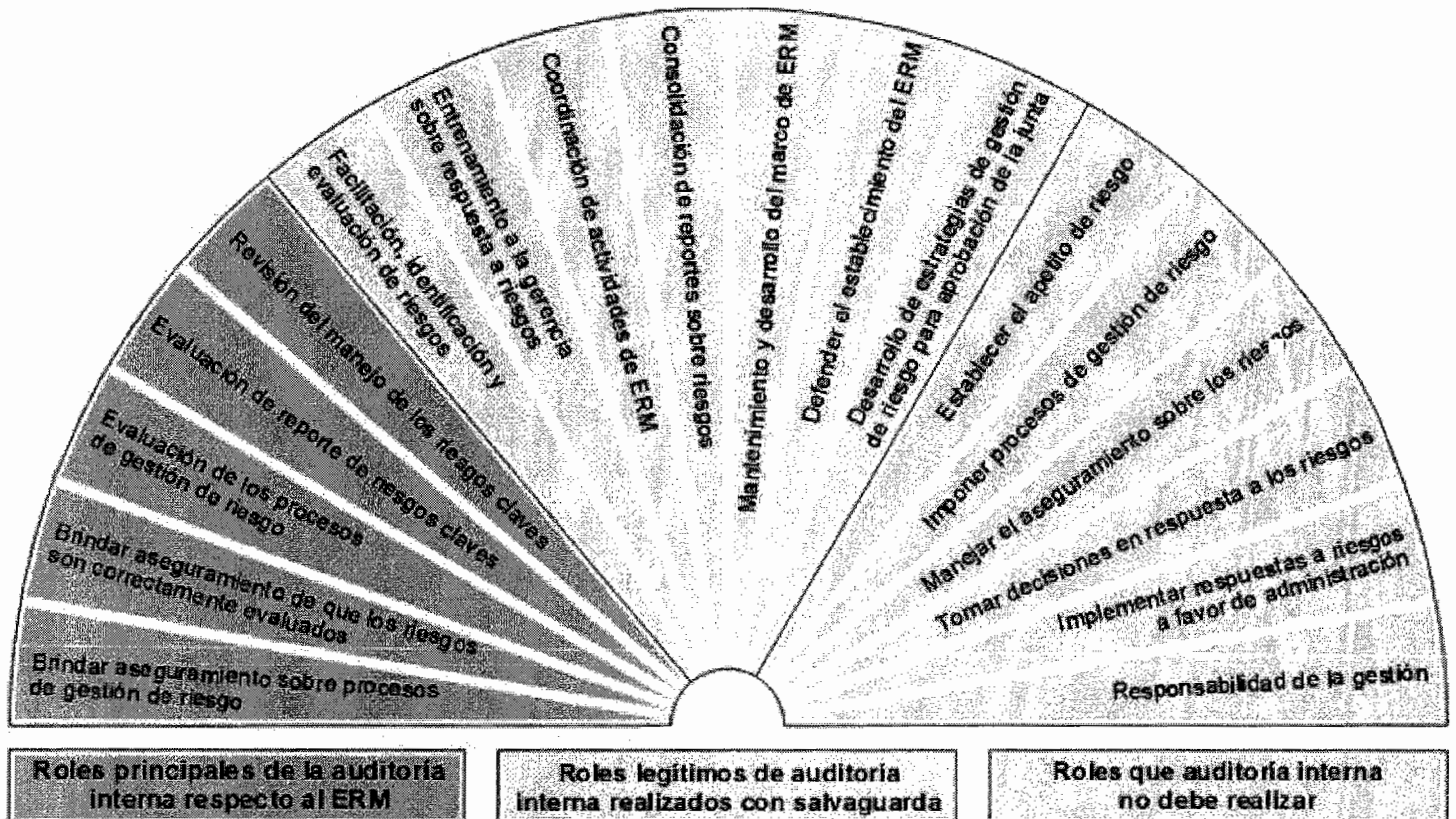 Brindar aseguramiento sobre procesos
de gestión de riesgo
Brindar aseguramiento de que los riesgos
son correctamente evaluados
Evaluación de los procesos
de gestión de riesgo
Evaluación de reporte de riesgos claves
Revisión del manejo de los riesgos claves
Facilitación, identificación y
evaluación de riesgos
Entrenamiento a la gerencia
sobre respuesta a riesgos
Coordinación de actividades de ERM
Consolidación de reportes sobre riesgos
Mantenimiento y desarrollo del marco de ERM
Defender el establecimiento del ERM
Desarrollo de estrategias de gestión
de riesgo para aprobación de la junta
Establecer el apetito de riesgo
Imponer procesos de gestión de riesgo
Manejar el aseguramiento sobre los riesgos
Tomar decisiones en respuesta a los riesgos
Implementar respuestas a riesgos
a favor de administración
Responsabilidad de la gestión
Roles principales de la auditoría
interna respecto al ERM
Roles legítimos de auditoría
interna realizados con salvaguarda
Roles que auditoría interna
no debe realizar